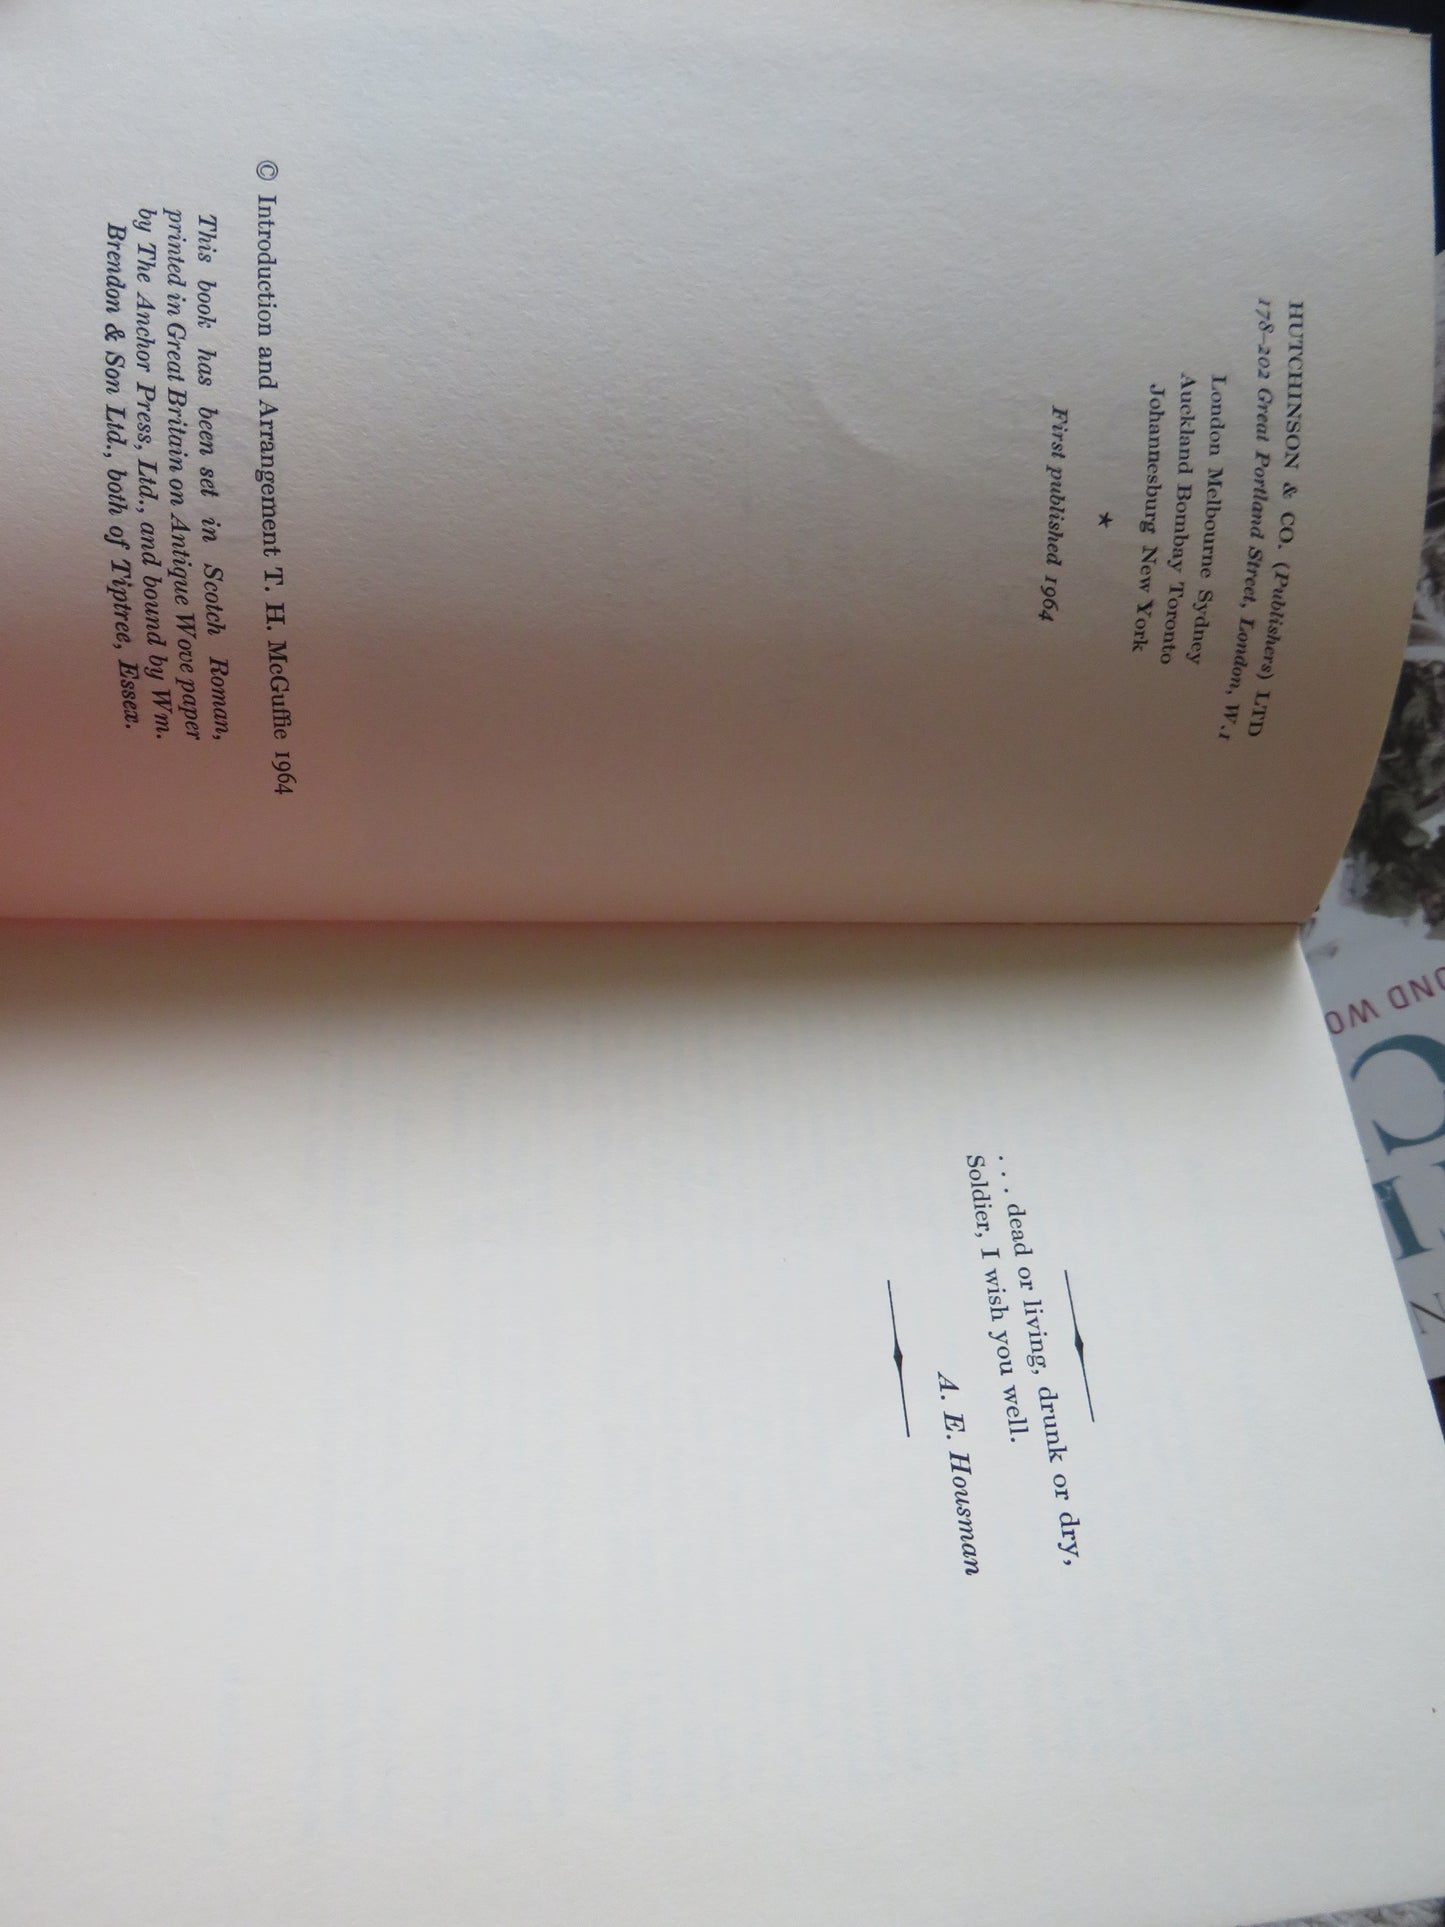 HUTCHINSON & CO. (Publishers) LTD
178–202 Great Portland Street, London, W.1
London Melbourne Sydney
Auckland Bombay Toronto
Johannesburg New York
★
First published 1964
© Introduction and Arrangement T. H. McGuffie 1964
This book has been set in Scotch Roman,
printed in Great Britain on Antique Wove paper
by The Anchor Press, Ltd., and bound by Wm.
Brendon & Son Ltd., both of Tiptree, Essex.
. . . dead or living, drunk or dry,
Soldier, I wish you well.
A. E. Housman